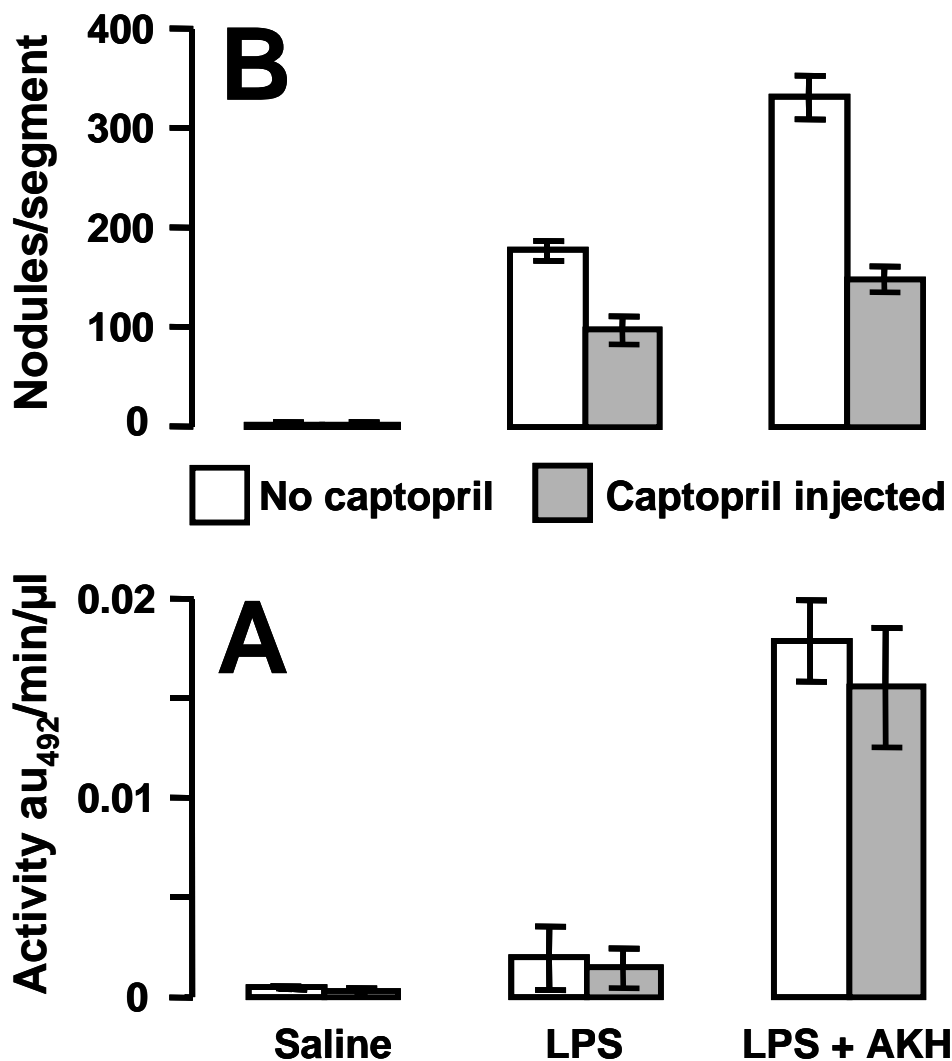 B
Nodules/segment
400
300
200
100
0
No captopril
Captopril injected
A
Activity au492/min/µl
0.02
0.01
0
Saline
LPS
LPS + AKH